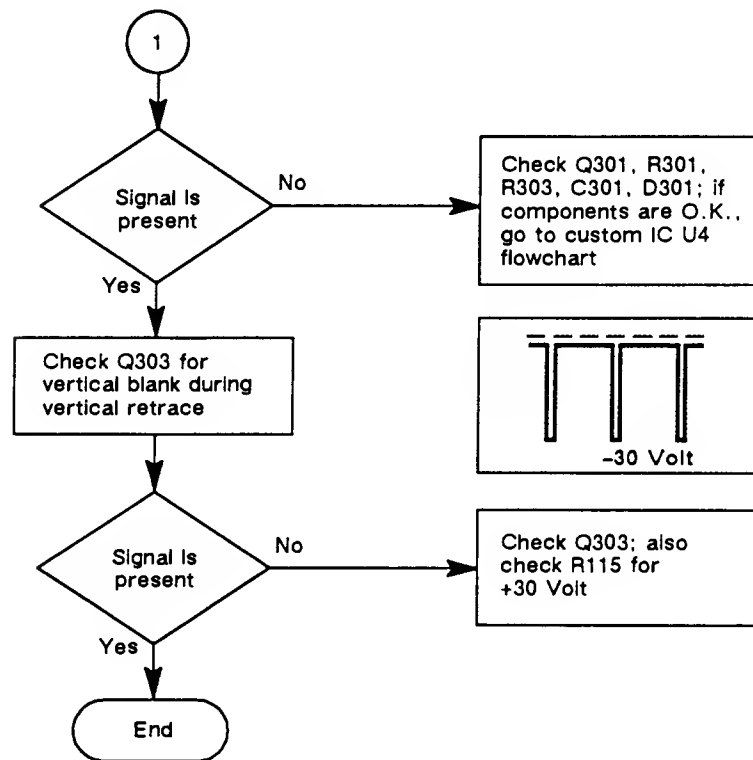 1
Signal is
present
No
Yes
Check Q301, R301,
R303, C301, D301; if
components are O.K.,
go to custom IC U4
flowchart
Check Q303 for
vertical blank during
vertical retrace
-30 Volt
Signal is
present
No
Yes
Check Q303; also
check R115 for
+30 Volt
End